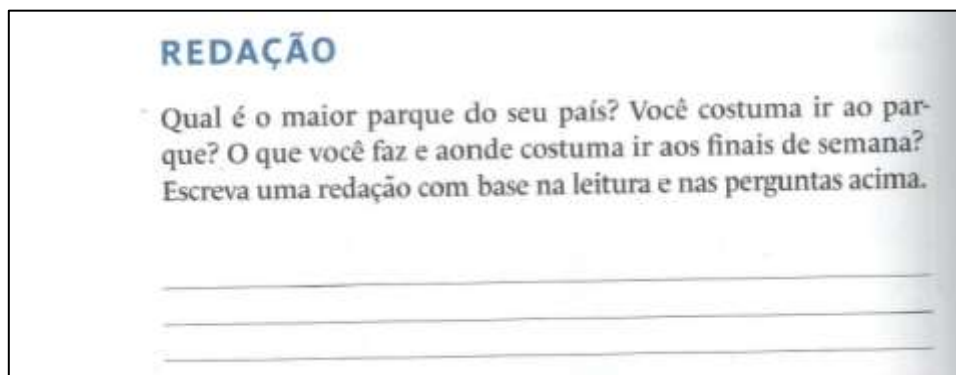 REDAÇÃO
Qual é o maior parque do seu país? Você costuma ir ao par-
que? O que você faz e aonde costuma ir aos finais de semana?
Escreva uma redação com base na leitura e nas perguntas acima.